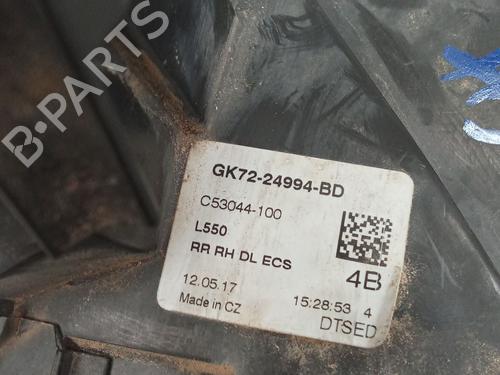 B-PARTS
GK72-24994-BD
C53044-100
L550
RR RH DL ECS
4B
12.05.17
15:28:53 4
Made in CZ
DTSED